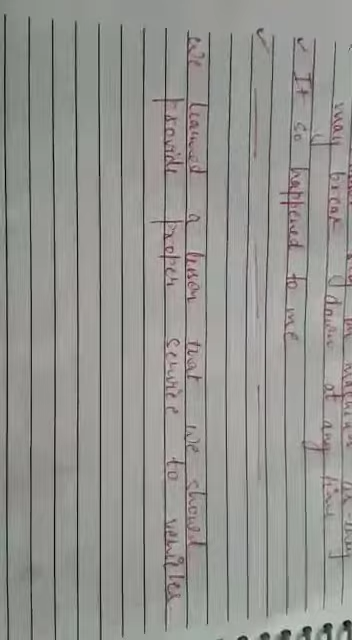 may break down at any time
✓ It so happened to me
✓
We learned a lesson that we should
provide proper service to vehicles